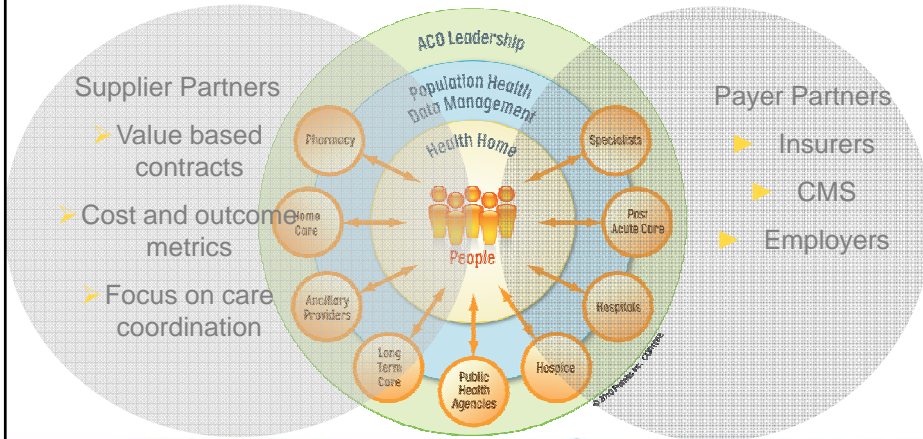 ACO Leadership
Population Health
Data Management
Health Home
People
Supplier Partners
Value based
contracts
Cost and outcome
metrics
Focus on care
coordination
Payer Partners
Insurers
CMS
Employers
Pharmacy
Home
Care
Ancillary
Providers
Long
Term
Care
Public
Health
Agencies
Hospice
Hospitals
Post
Acute Care
Specialists